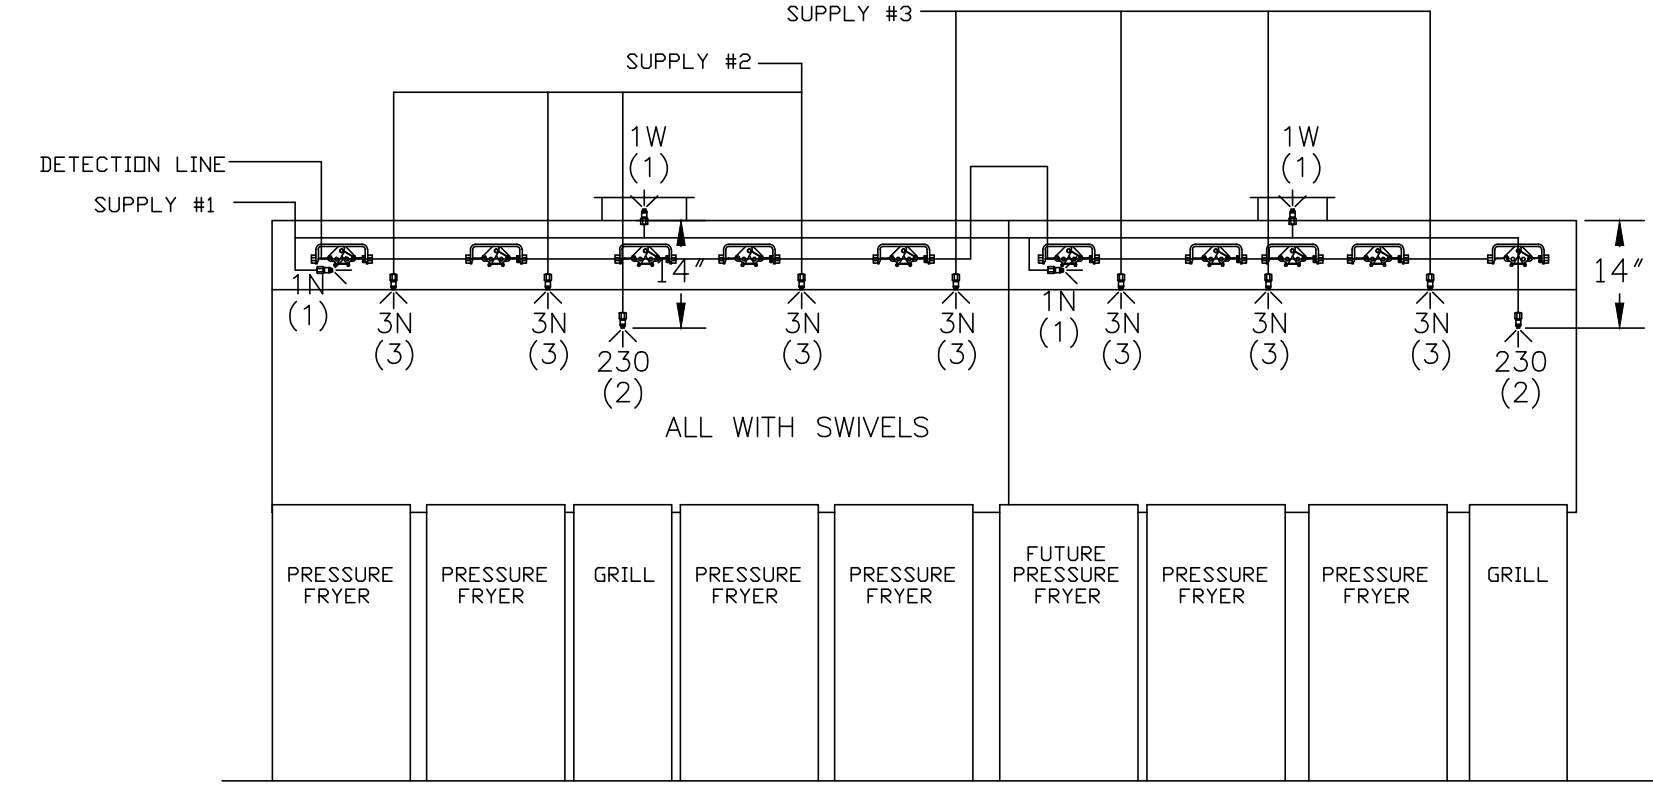 SUPPLY #3
SUPPLY #2
1W
(1)
1W
(1)
DETECTION LINE
SUPPLY #1
14"
14"
1N
(1)
3N
(3)
3N
(3)
230
(2)
3N
(3)
3N
(3)
1N
(1)
3N
(3)
3N
(3)
3N
(3)
230
(2)
ALL WITH SWIVELS
PRESSURE
FRYER
PRESSURE
FRYER
GRILL
PRESSURE
FRYER
PRESSURE
FRYER
FUTURE
PRESSURE
FRYER
PRESSURE
FRYER
PRESSURE
FRYER
GRILL